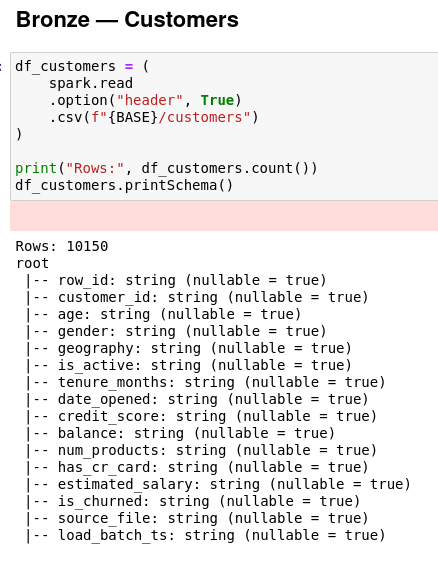 Bronze — Customers
:
df_customers = (
    spark.read
    .option("header", True)
    .csv(f"{BASE}/customers")
)
print("Rows:", df_customers.count())
df_customers.printSchema()
Rows: 10150
root
 |-- row_id: string (nullable = true)
 |-- customer_id: string (nullable = true)
 |-- age: string (nullable = true)
 |-- gender: string (nullable = true)
 |-- geography: string (nullable = true)
 |-- is_active: string (nullable = true)
 |-- tenure_months: string (nullable = true)
 |-- date_opened: string (nullable = true)
 |-- credit_score: string (nullable = true)
 |-- balance: string (nullable = true)
 |-- num_products: string (nullable = true)
 |-- has_cr_card: string (nullable = true)
 |-- estimated_salary: string (nullable = true)
 |-- is_churned: string (nullable = true)
 |-- source_file: string (nullable = true)
 |-- load_batch_ts: string (nullable = true)